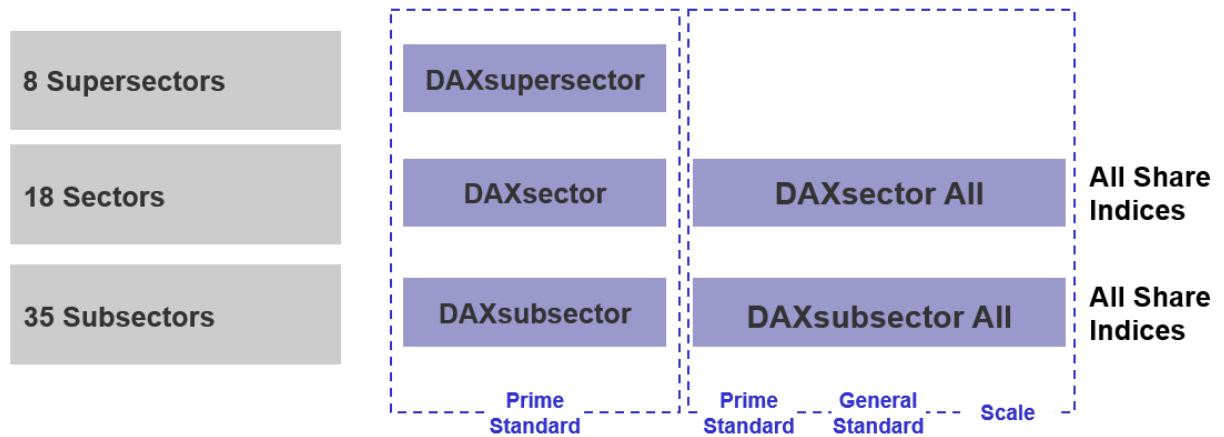 8 Supersectors
DAXsupersector
18 Sectors
DAXsector
DAXsector All
All Share
Indices
35 Subsectors
DAXsubsector
DAXsubsector All
All Share
Indices
Prime
Standard
Prime
Standard
General
Standard
Scale